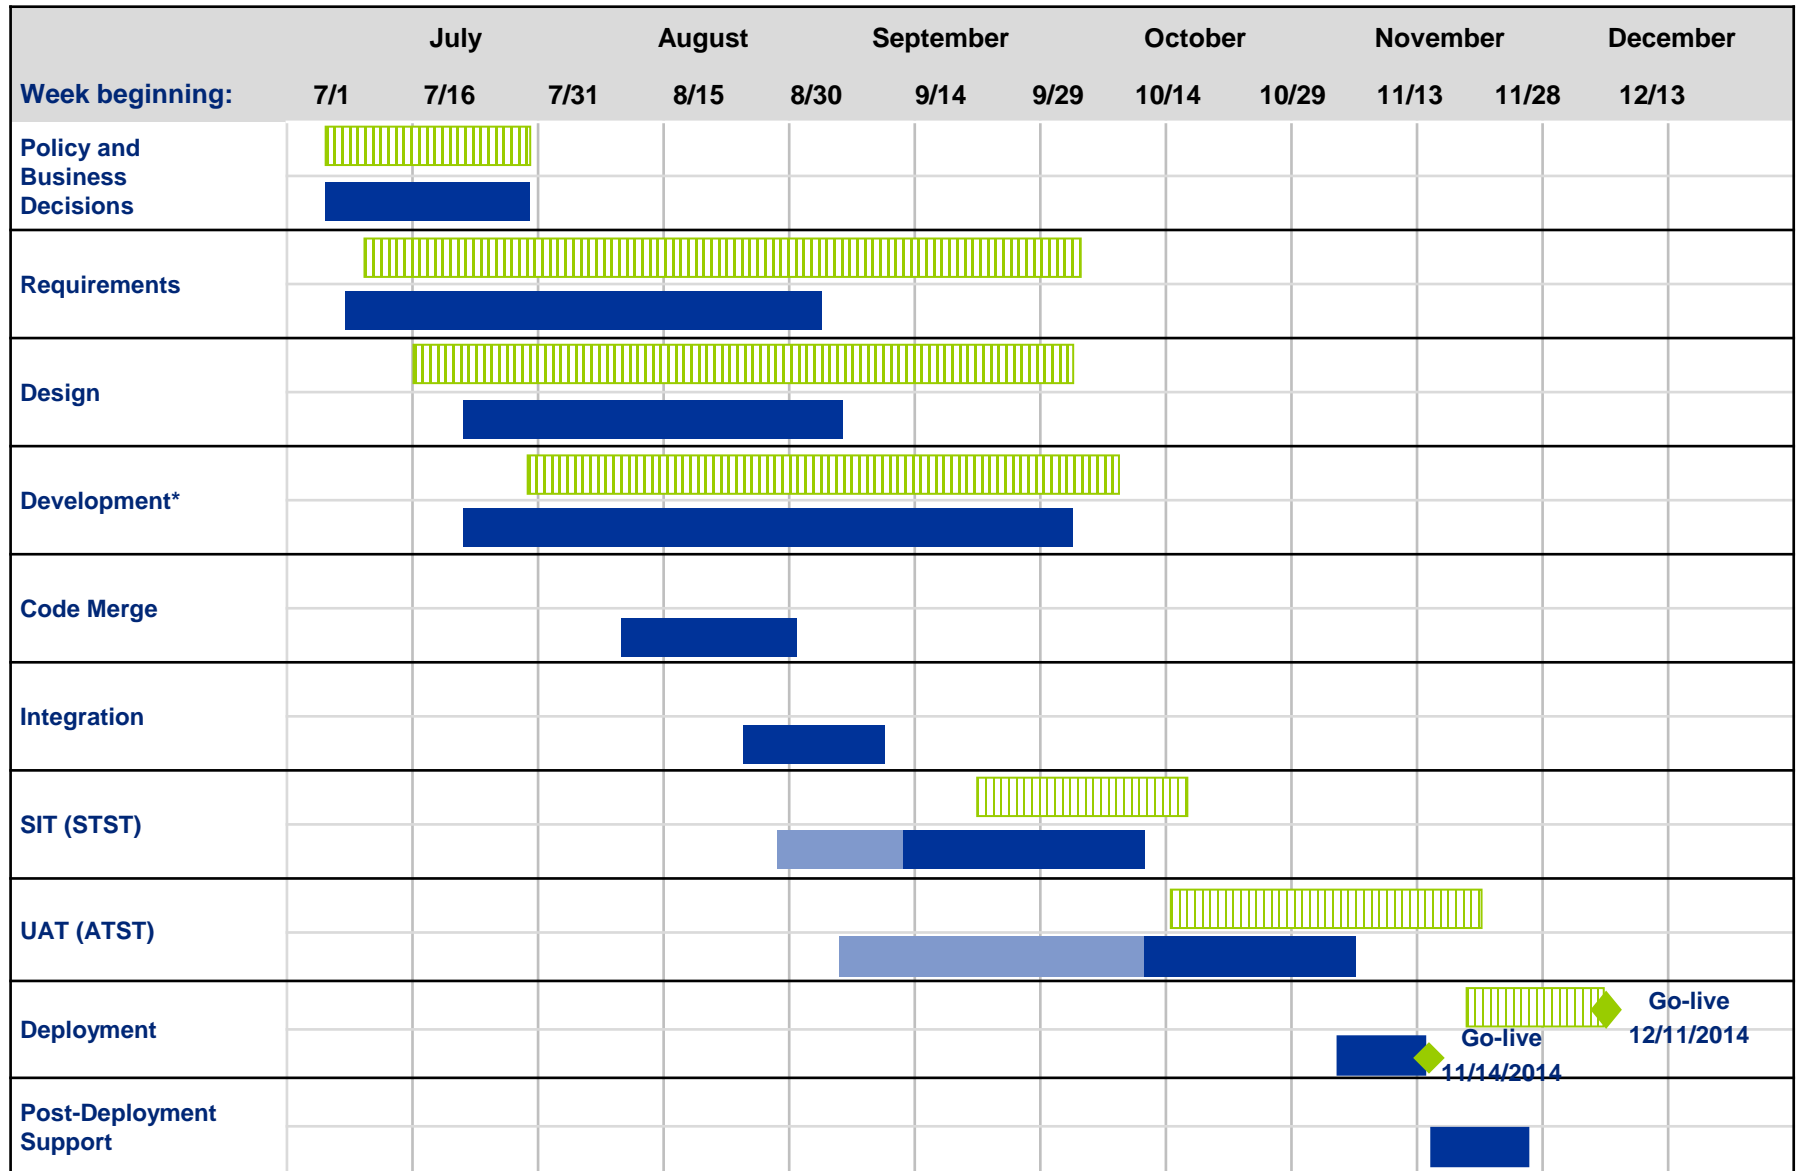 July August September October November December
Week beginning: 7/1 7/16 7/31 8/15 8/30 9/14 9/29 10/14 10/29 11/13 11/28 12/13
Policy and
Business
Decisions
Requirements
Design
Development*
Code Merge
Integration
SIT (STST)
UAT (ATST)
Deployment
Go-live
12/11/2014
Go-live
11/14/2014
Post-Deployment
Support